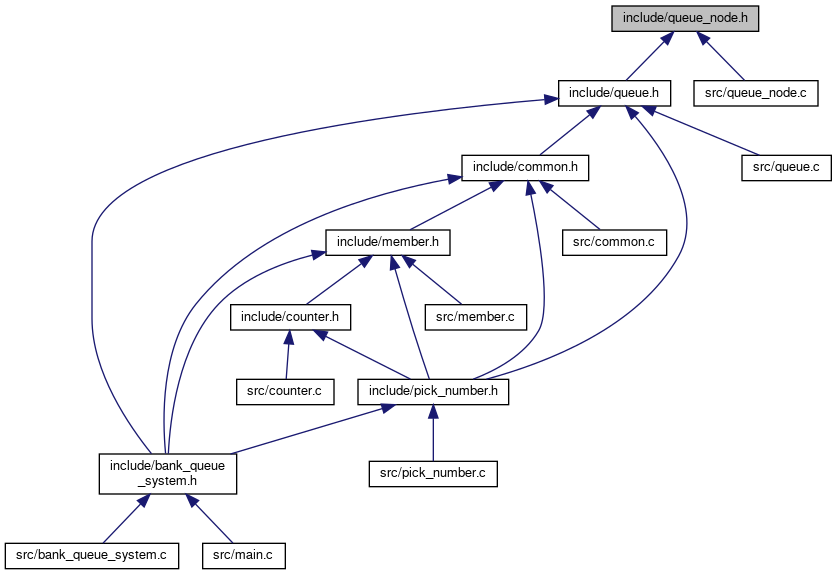 include/queue_node.h
include/queue.h
src/queue_node.c
include/common.h
src/queue.c
include/member.h
src/common.c
include/counter.h
src/member.c
src/counter.c
include/pick_number.h
include/bank_queue
_system.h
src/pick_number.c
src/bank_queue_system.c
src/main.c